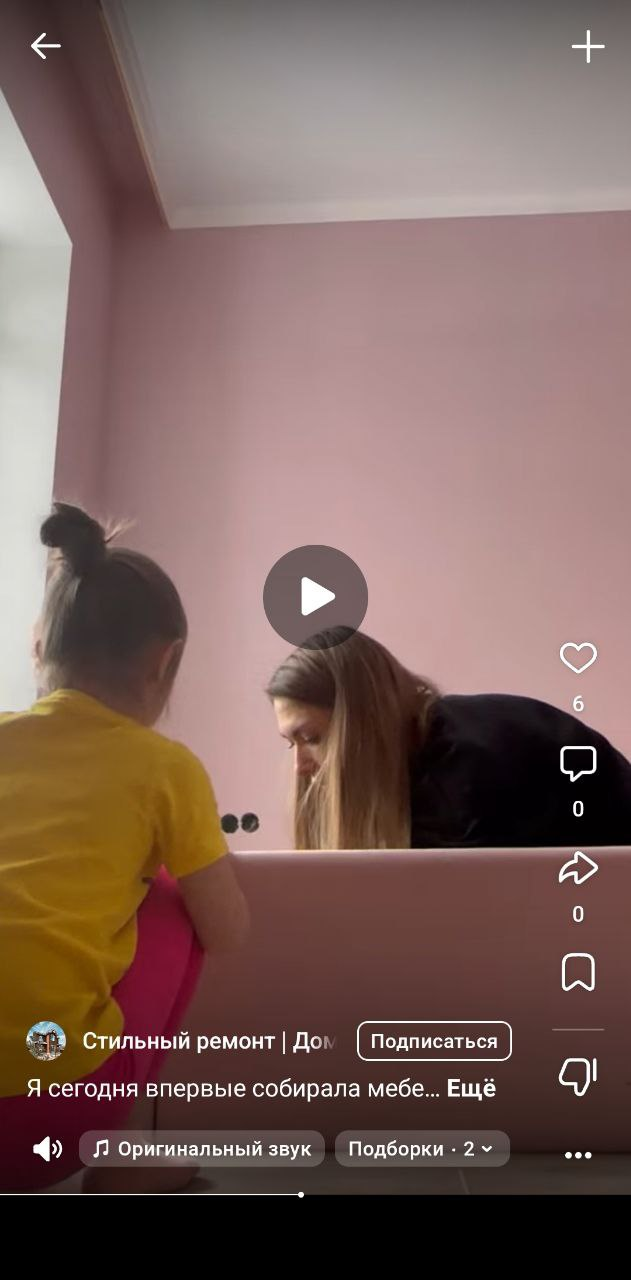 6
0
0
Стильный ремонт | Дом
Подписаться
Я сегодня впервые собирала мебе... Ещё
Оригинальный звук
Подборки · 2